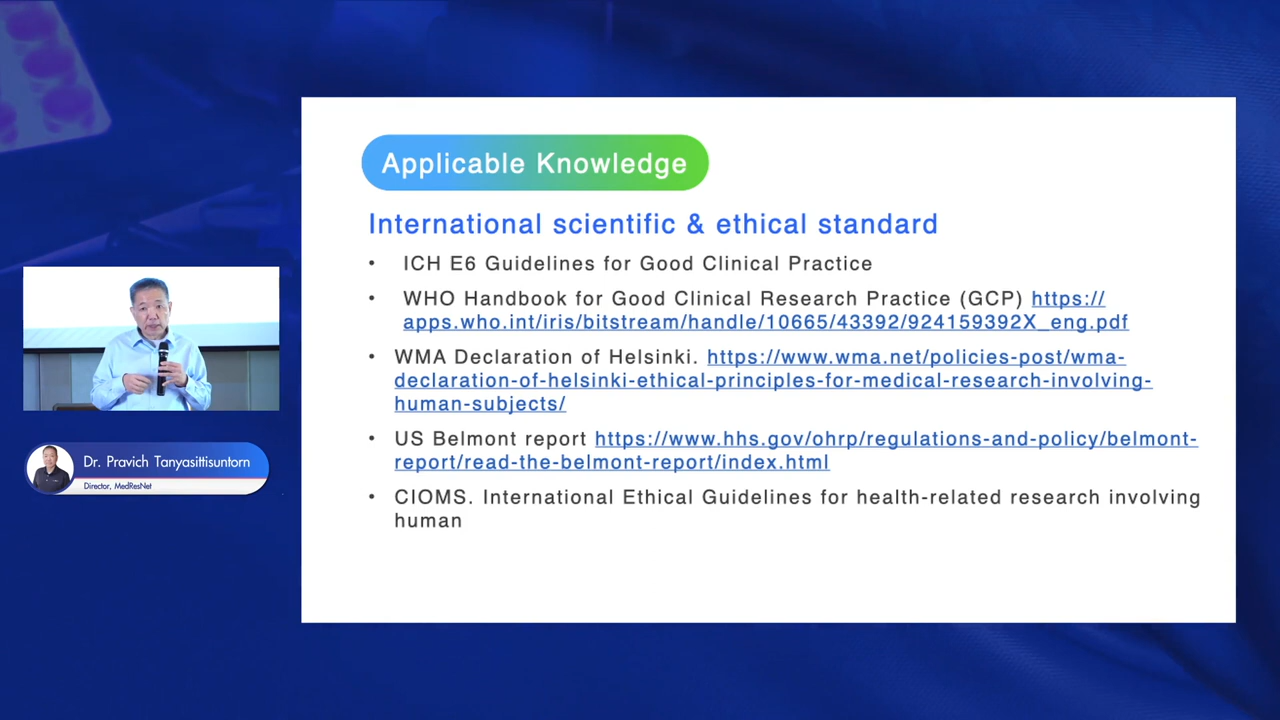 Applicable Knowledge
International scientific & ethical standard
• ICH E6 Guidelines for Good Clinical Practice
• WHO Handbook for Good Clinical Research Practice (GCP) https://
apps.who.int/iris/bitstream/handle/10665/43392/924159392X_eng.pdf
• WMA Declaration of Helsinki. https://www.wma.net/policies-post/wma-
declaration-of-helsinki-ethical-principles-for-medical-research-involving-
human-subjects/
• US Belmont report https://www.hhs.gov/ohrp/regulations-and-policy/belmont-
report/read-the-belmont-report/index.html
• CIOMS. International Ethical Guidelines for health-related research involving
human
Dr. Pravich Tanyasittisuntorn
Director, MedResNet